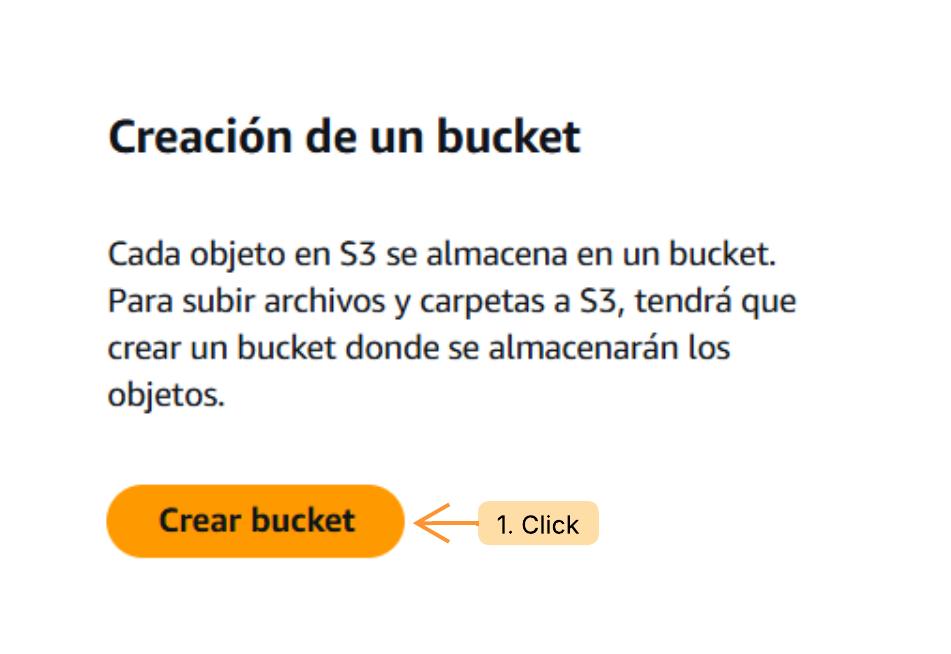 Creación de un bucket
Cada objeto en S3 se almacena en un bucket.
Para subir archivos y carpetas a S3, tendrá que
crear un bucket donde se almacenarán los
objetos.
Crear bucket
1. Click